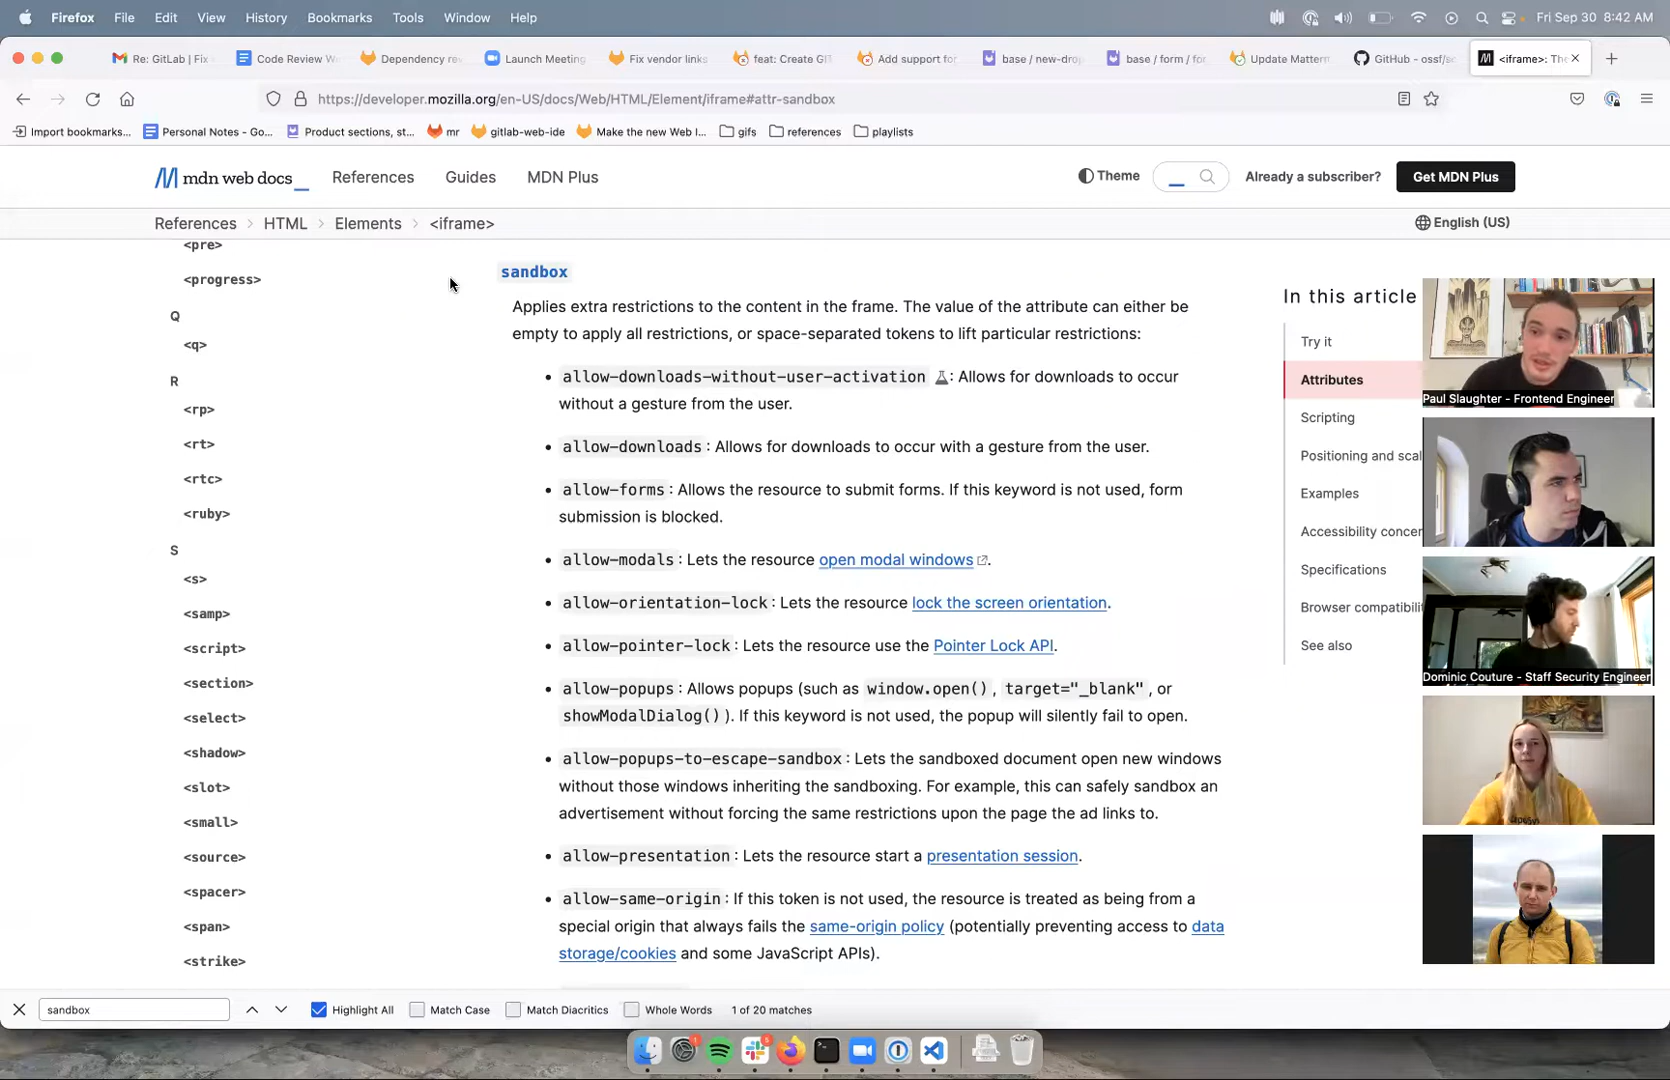 Firefox File Edit View History Bookmarks Tools Window Help Fri Sep 30 8:42 AM
Re: GitLab | Fix Code Review W Dependency re Launch Meeting Fix vendor links feat: Create GIT Add support for base / new-drop base / form / fo Update Matterm GitHub - ossf/sc <iframe>: The
https://developer.mozilla.org/en-US/docs/Web/HTML/Element/iframe#attr-sandbox
Import bookmarks... Personal Notes - Go... Product sections, st... mr gitlab-web-ide Make the new Web I... gifs references playlists
mdn web docs_ References Guides MDN Plus Theme Already a subscriber? Get MDN Plus
References HTML Elements <iframe> English (US)
<pre>
<progress>
Q
<q>
R
<rp>
<rt>
<rtc>
<ruby>
S
<s>
<samp>
<script>
<section>
<select>
<shadow>
<slot>
<small>
<source>
<spacer>
<span>
<strike>
sandbox
Applies extra restrictions to the content in the frame. The value of the attribute can either be
empty to apply all restrictions, or space-separated tokens to lift particular restrictions:
• allow-downloads-without-user-activation : Allows for downloads to occur
without a gesture from the user.
• allow-downloads: Allows for downloads to occur with a gesture from the user.
• allow-forms: Allows the resource to submit forms. If this keyword is not used, form
submission is blocked.
• allow-modals: Lets the resource open modal windows.
• allow-orientation-lock: Lets the resource lock the screen orientation.
• allow-pointer-lock: Lets the resource use the Pointer Lock API.
• allow-popups: Allows popups (such as window.open(), target="_blank", or
showModalDialog()). If this keyword is not used, the popup will silently fail to open.
• allow-popups-to-escape-sandbox: Lets the sandboxed document open new windows
without those windows inheriting the sandboxing. For example, this can safely sandbox an
advertisement without forcing the same restrictions upon the page the ad links to.
• allow-presentation: Lets the resource start a presentation session.
• allow-same-origin: If this token is not used, the resource is treated as being from a
special origin that always fails the same-origin policy (potentially preventing access to data
storage/cookies and some JavaScript APIs).
In this article
Try it
Attributes
Scripting
Positioning and scal
Examples
Accessibility concer
Specifications
Browser compatibili
See also
Paul Slaughter - Frontend Engineer
Dominic Couture - Staff Security Engineer
sandbox Highlight All Match Case Match Diacritics Whole Words 1 of 20 matches